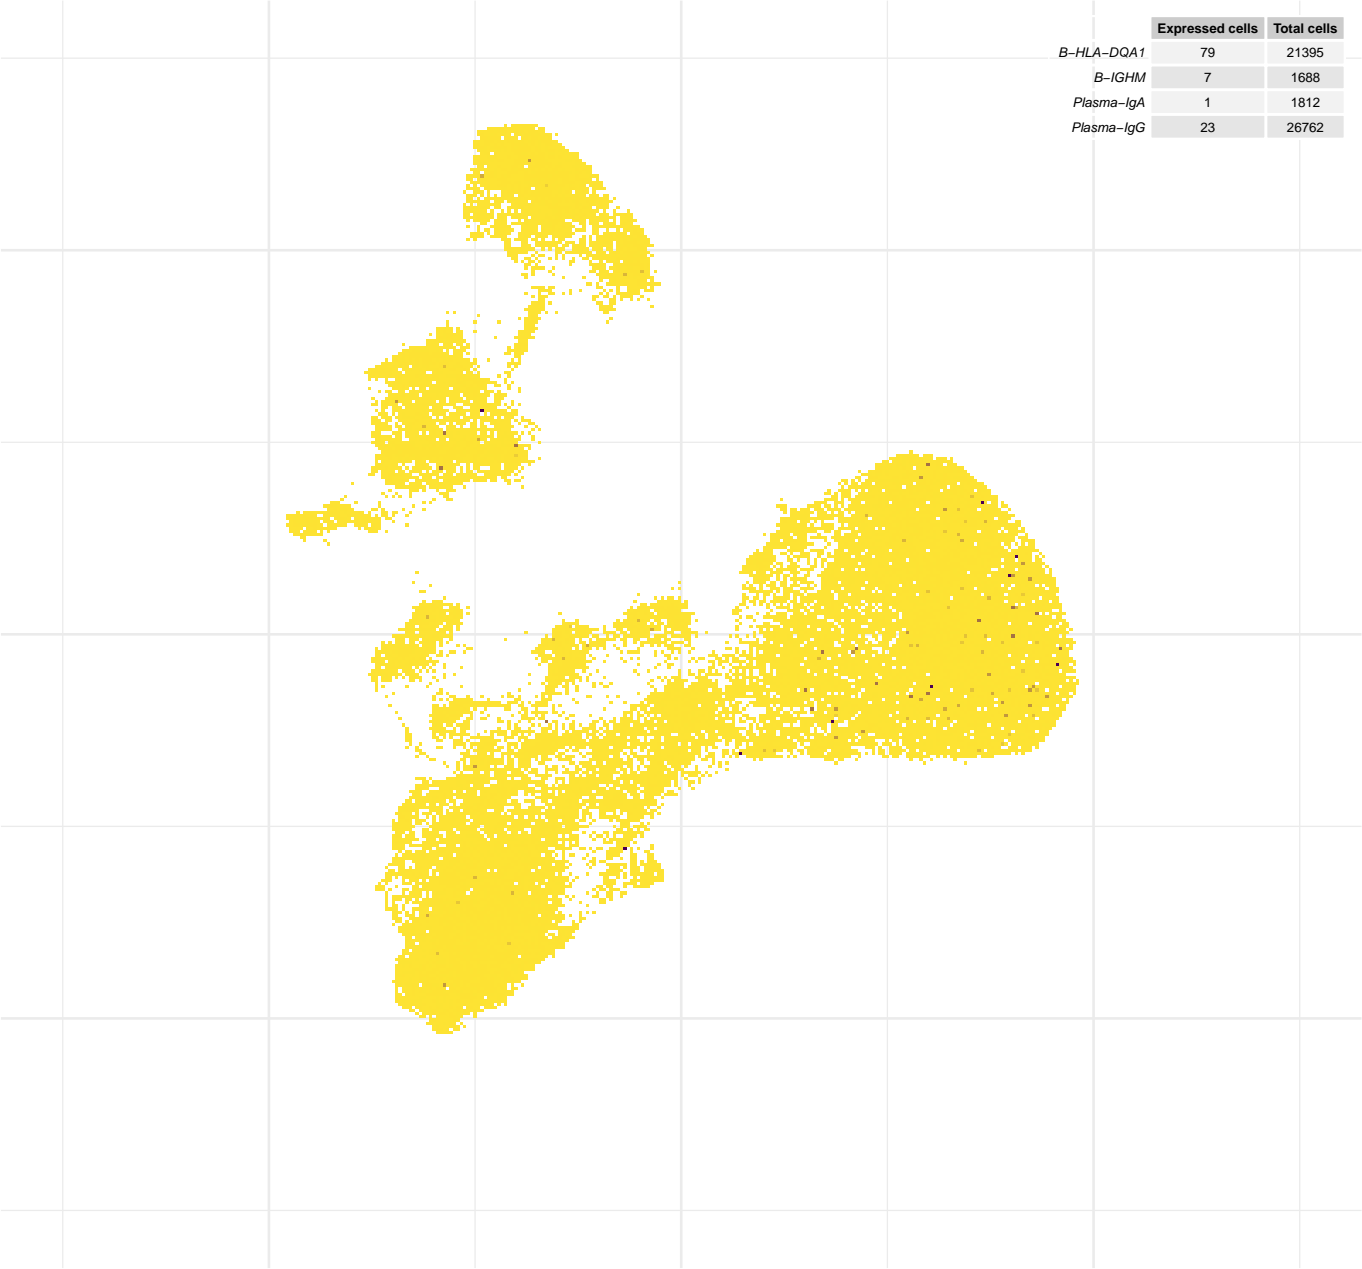 Expressed cells Total cells
B−HLA−DQA1 79 21395
B−IGHM 7 1688
Plasma−IgA 1 1812
Plasma−IgG 23 26762